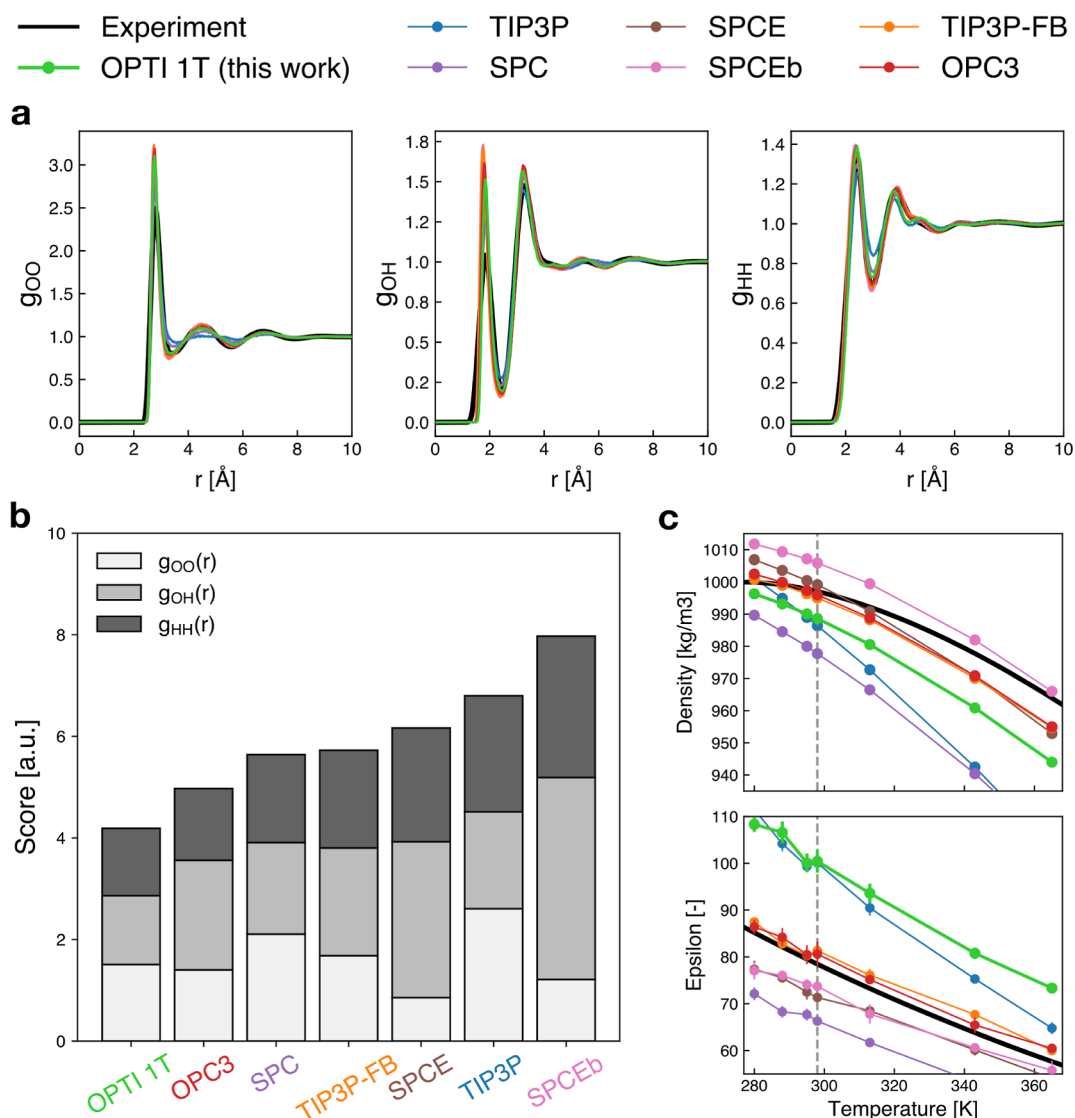 Experiment
TIP3P
SPCE
TIP3P-FB
OPTI 1T (this work)
SPC
SPCEb
OPC3
a
3.0
2.5
2.0
1.5
1.0
0.5
0.0
gOO
0 2 4 6 8 10
r [Å]
1.8
1.5
1.2
1.0
0.8
0.5
0.2
0.0
gOH
0 2 4 6 8 10
r [Å]
1.4
1.2
1.0
0.8
0.6
0.4
0.2
0.0
gHH
0 2 4 6 8 10
r [Å]
b
10
8
6
4
2
0
Score [a.u.]
gOO(r)
gOH(r)
gHH(r)
OPTI 1T
OPC3
SPC
TIP3P-FB
SPCE
TIP3P
SPCEb
c
1010
1000
990
980
970
960
950
940
Density [kg/m3]
110
100
90
80
70
60
Epsilon [-]
280 300 320 340 360
Temperature [K]